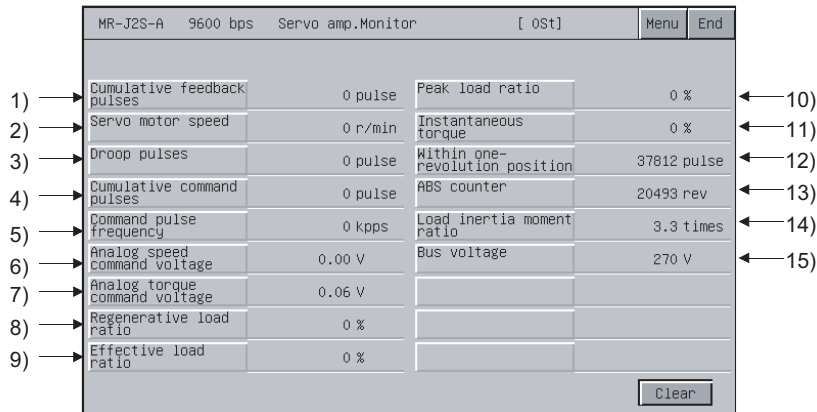 MR-J2S-A 9600 bps Servo amp.Monitor [ 0St] Menu End
1) Cumulative feedback pulses 0 pulse
2) Servo motor speed 0 r/min
3) Droop pulses 0 pulse
4) Cumulative command pulses 0 pulse
5) Command pulse frequency 0 kpps
6) Analog speed command voltage 0.00 V
7) Analog torque command voltage 0.06 V
8) Regenerative load ratio 0 %
9) Effective load ratio 0 %
Peak load ratio 0 % 10)
Instantaneous torque 0 % 11)
Within one-revolution position 37812 pulse 12)
ABS counter 20493 rev 13)
Load inertia moment ratio 3.3 times 14)
Bus voltage 270 V 15)
Clear